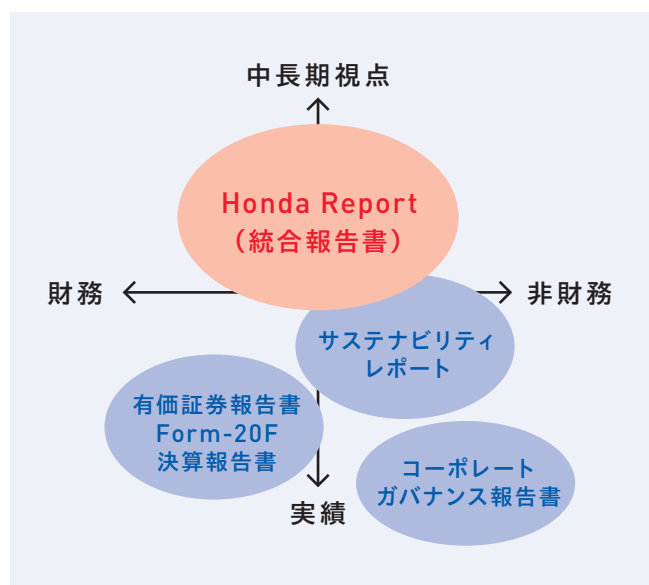 中長期視点
Honda Report
（統合報告書）
財務
非財務
サステナビリティ
レポート
有価証券報告書
Form-20F
決算報告書
コーポレート
ガバナンス報告書
実績